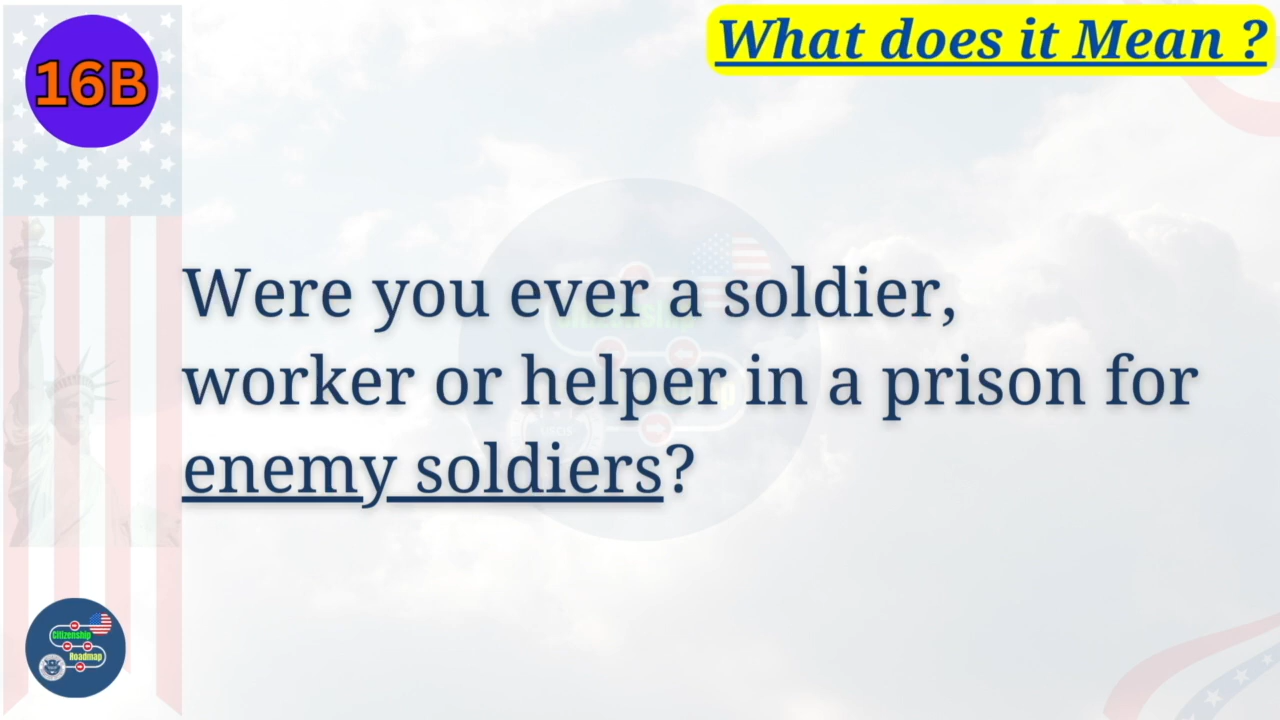 16B
What does it Mean ?
Were you ever a soldier,
worker or helper in a prison for
enemy soldiers?
Citizenship
Roadmap